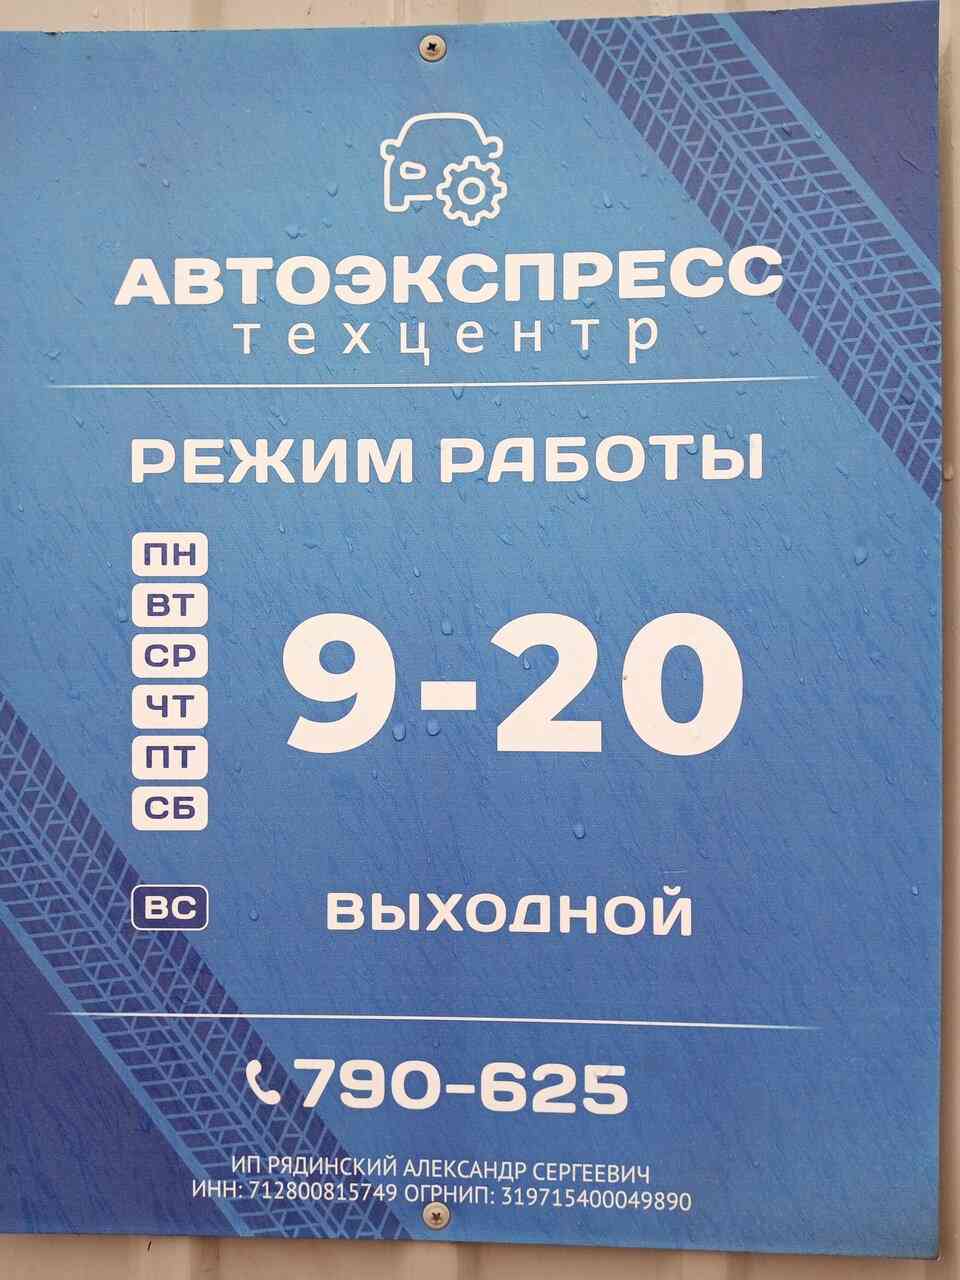 АВТОЭКСПРЕСС
техцентр
РЕЖИМ РАБОТЫ
ПН
ВТ
СР
ЧТ
ПТ
СБ
9-20
ВС ВЫХОДНОЙ
790-625
ИП РЯДИНСКИЙ АЛЕКСАНДР СЕРГЕЕВИЧ
ИНН: 712800815749 ОГРНИП: 319715400049890